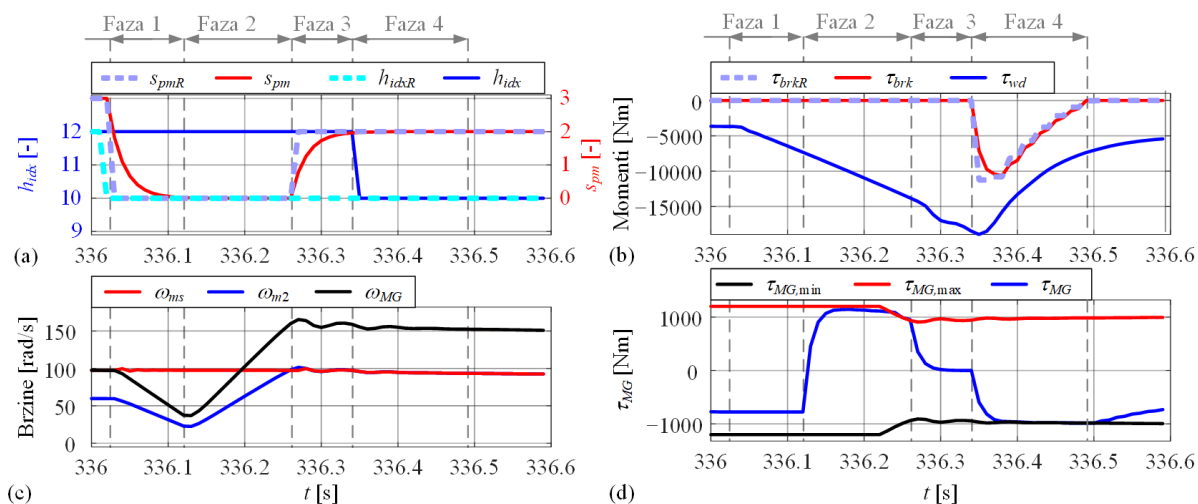 Faza 1 Faza 2 Faza 3 Faza 4
s_pmR s_pm h_idxR h_idx
h_idx [-]
12
11
10
9
3
2
1
0
s_pm [-]
(a)
336 336.1 336.2 336.3 336.4 336.5 336.6
Faza 1 Faza 2 Faza 3 Faza 4
τ_brkR τ_brk τ_wd
Momenti [Nm]
0
−5000
−10000
−15000
(b)
336 336.1 336.2 336.3 336.4 336.5 336.6
ω_ms ω_m2 ω_MG
Brzine [rad/s]
150
100
50
0
(c)
336 336.1 336.2 336.3 336.4 336.5 336.6
t [s]
τ_MG,min τ_MG,max τ_MG
τ_MG [Nm]
1000
0
−1000
(d)
336 336.1 336.2 336.3 336.4 336.5 336.6
t [s]